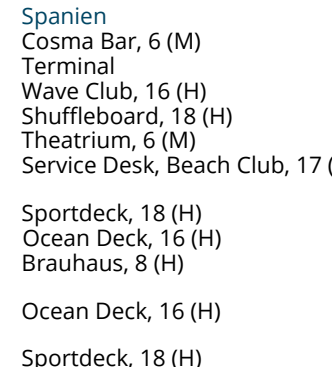 Spanien
Cosma Bar, 6 (M)
Terminal
Wave Club, 16 (H)
Shuffleboard, 18 (H)
Theatrium, 6 (M)
Service Desk, Beach Club, 17 (
Sportdeck, 18 (H)
Ocean Deck, 16 (H)
Brauhaus, 8 (H)
Ocean Deck, 16 (H)
Sportdeck, 18 (H)